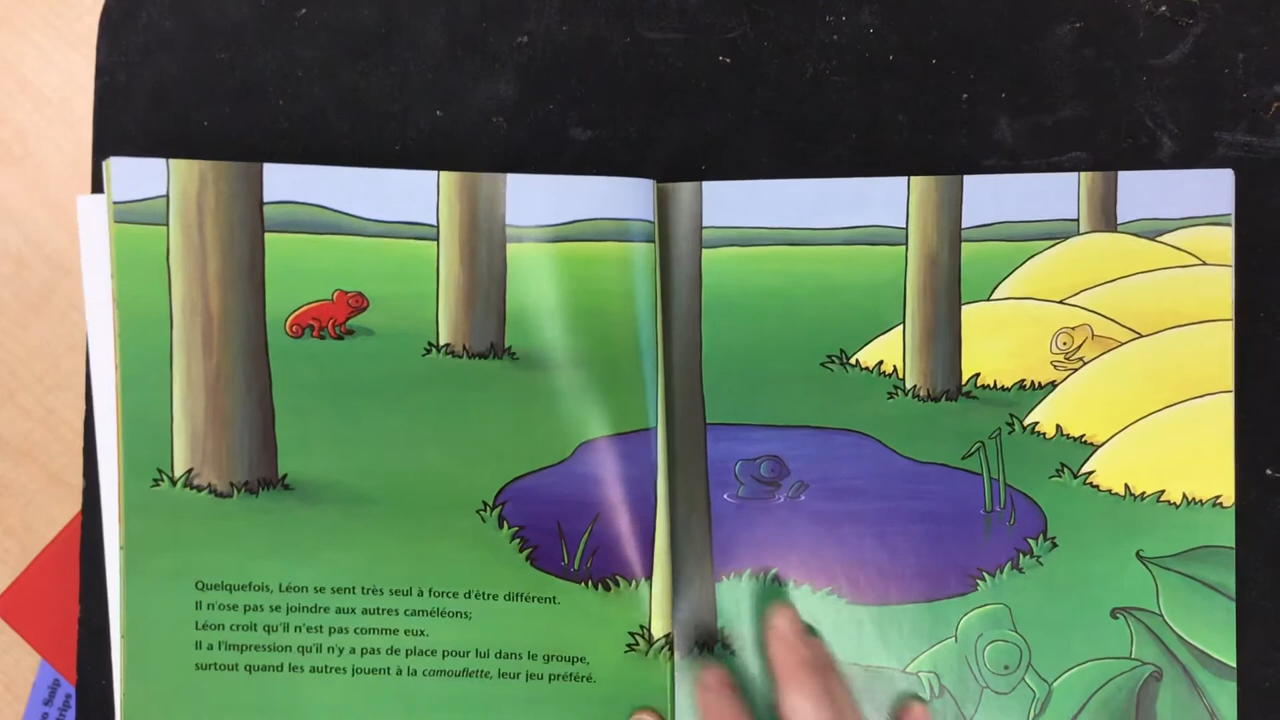 Quelquefois, Léon se sent très seul à force d'être différent.
Il n'ose pas se joindre aux autres caméléons;
Léon croit qu'il n'est pas comme eux.
Il a l'impression qu'il n'y a pas de place pour lui dans le groupe,
surtout quand les autres jouent à la camouflette, leur jeu préféré.
Snip